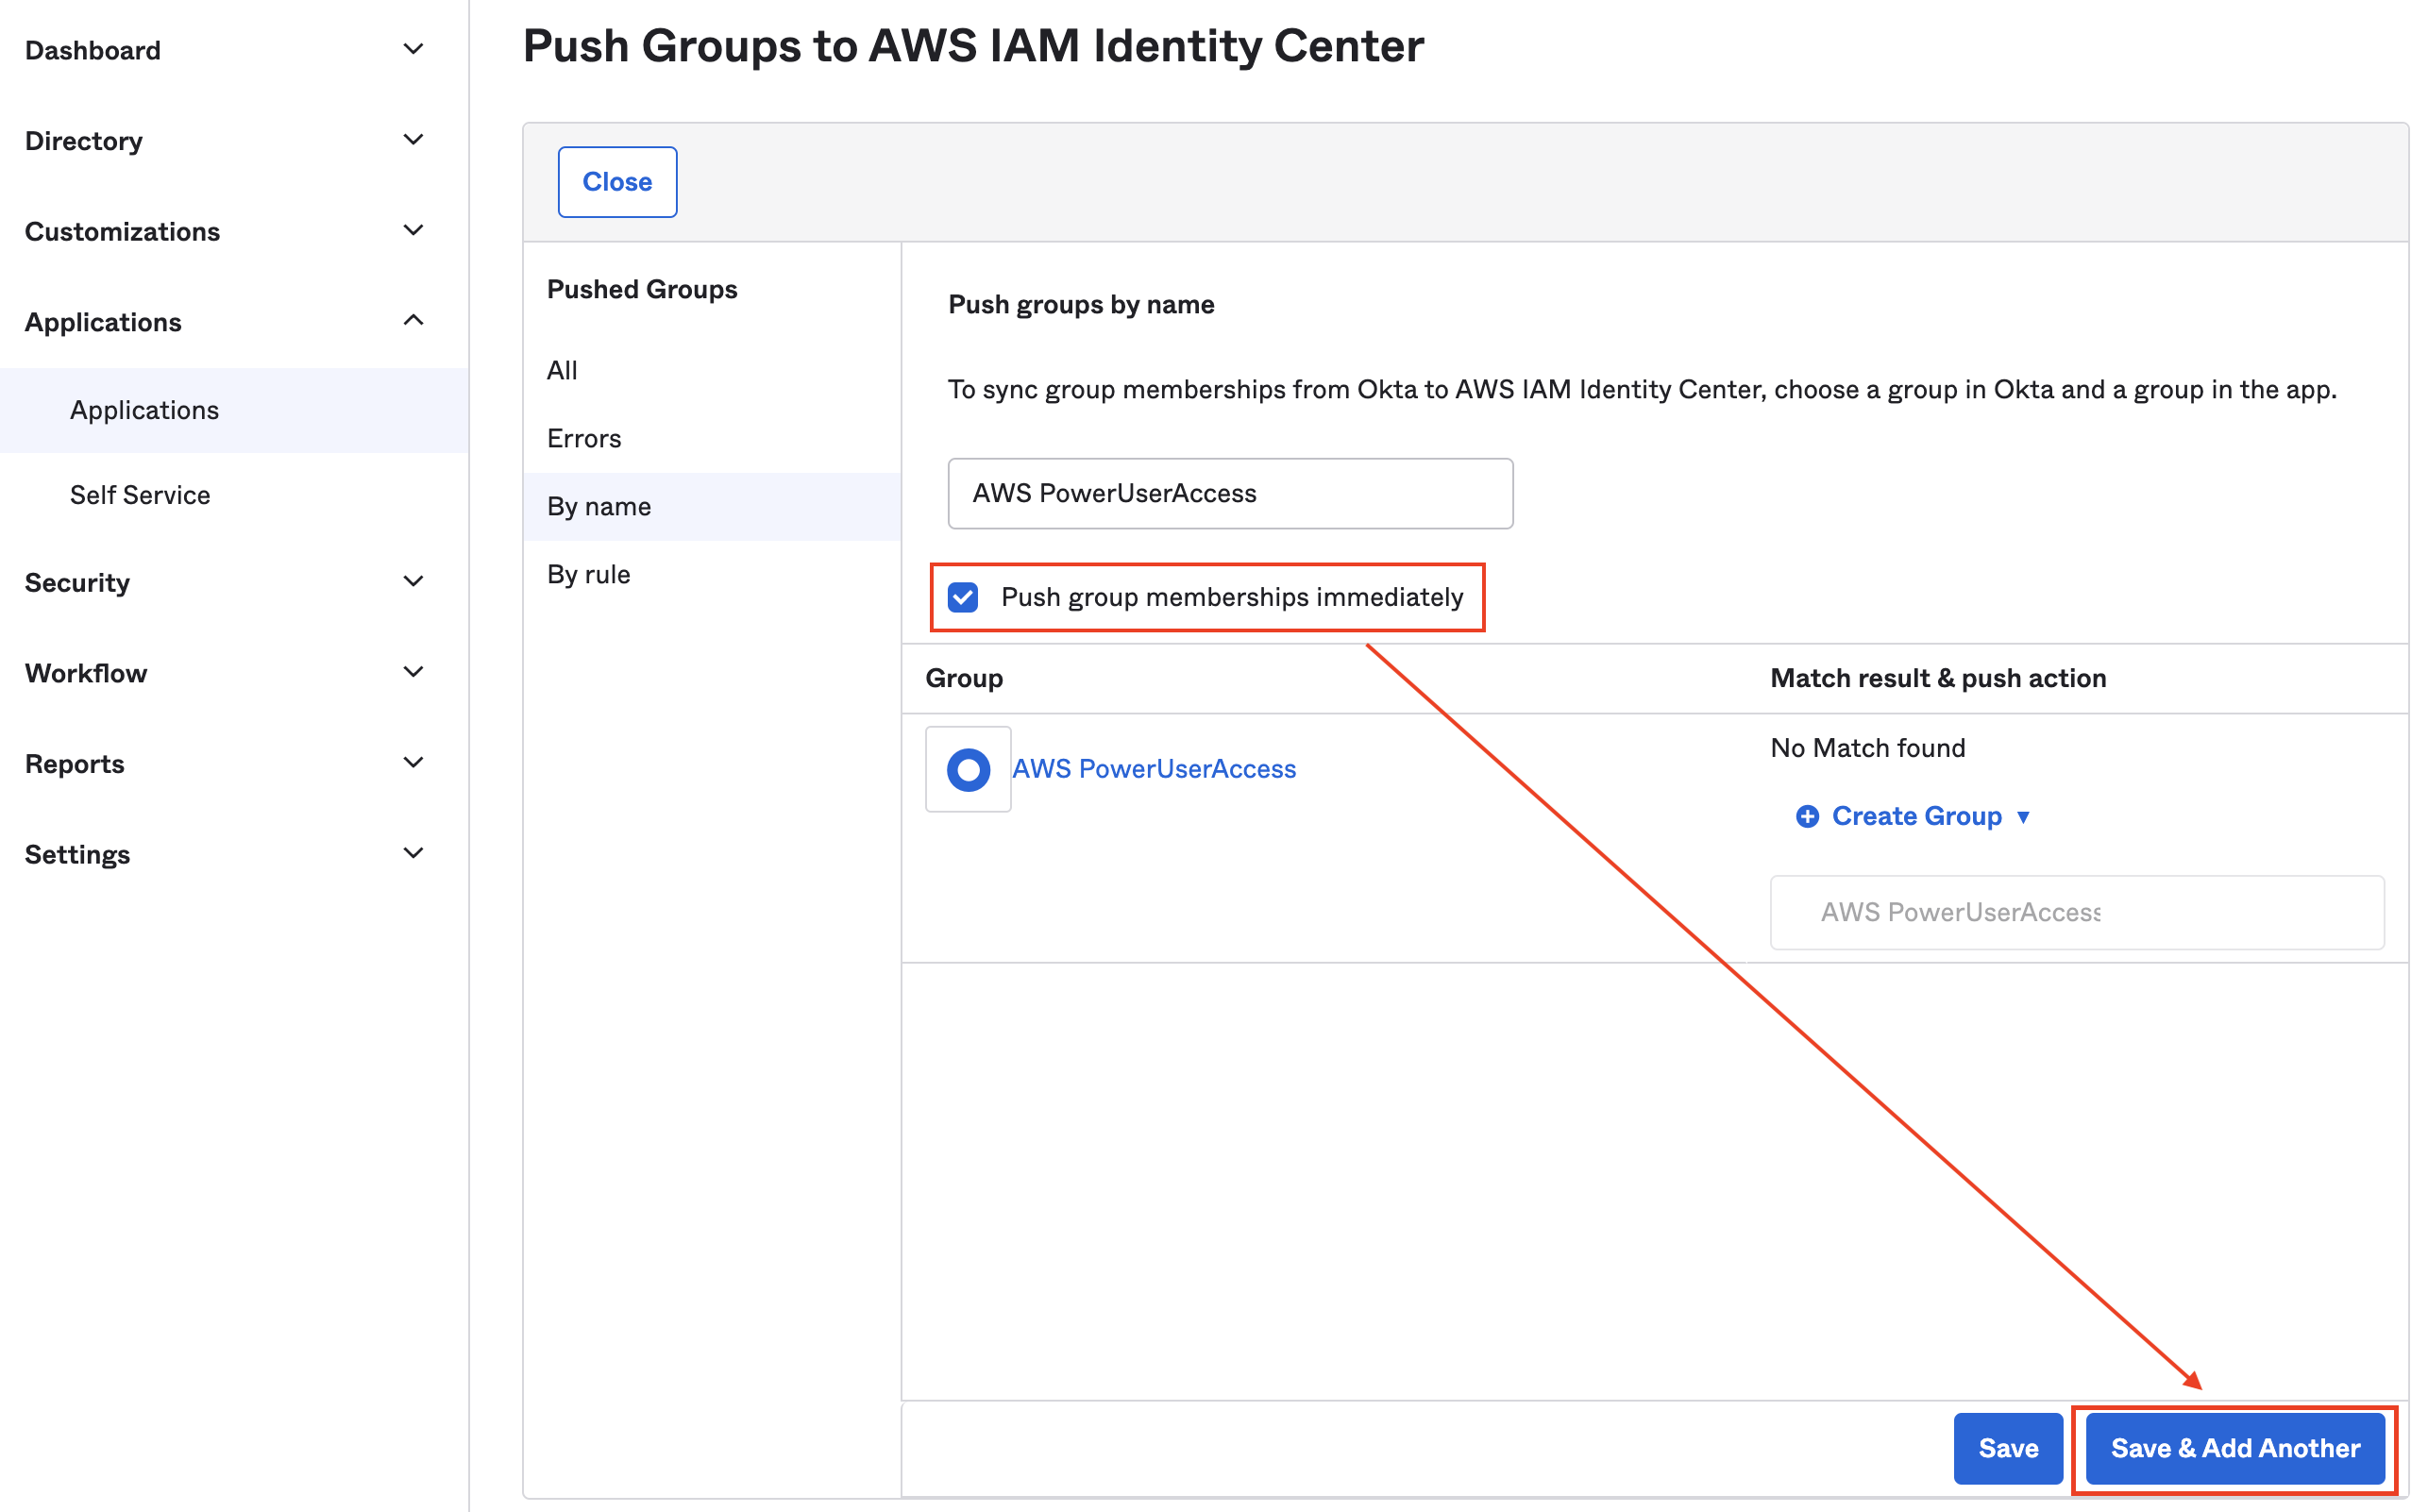 Push Groups to AWS IAM Identity Center
Dashboard
Directory
Customizations
Applications
Applications
Self Service
Security
Workflow
Reports
Settings
Close
Pushed Groups
All
Errors
By name
By rule
Push groups by name
To sync group memberships from Okta to AWS IAM Identity Center, choose a group in Okta and a group in the app.
AWS PowerUserAccess
Push group memberships immediately
Group
Match result & push action
AWS PowerUserAccess
No Match found
Create Group
AWS PowerUserAccess
Save
Save & Add Another